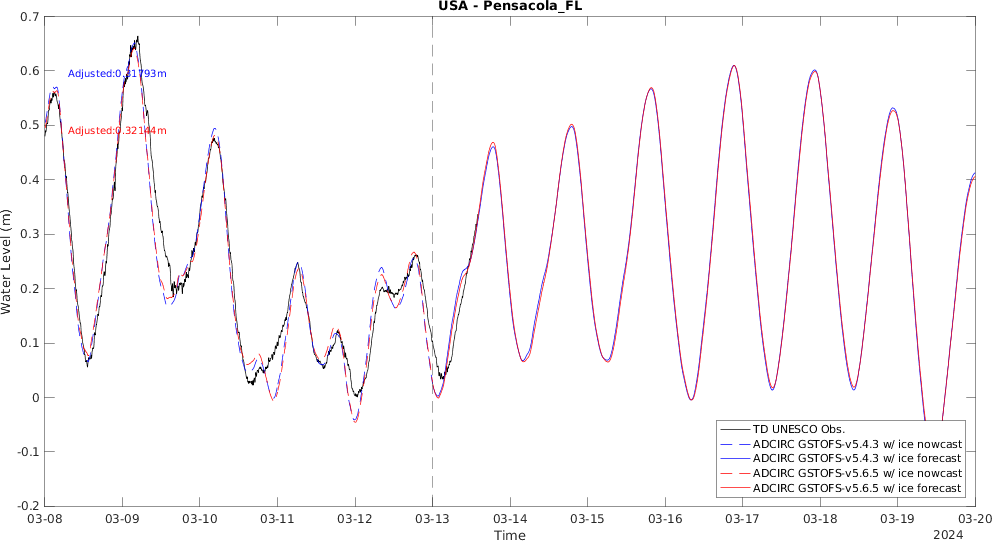 USA - Pensacola_FL
0.7
0.6
0.5
0.4
0.3
0.2
0.1
0
-0.1
-0.2
Water Level (m)
Adjusted:0.31793m
Adjusted:0.32144m
TD UNESCO Obs.
ADCIRC GSTOFS-v5.4.3 w/ ice nowcast
ADCIRC GSTOFS-v5.4.3 w/ ice forecast
ADCIRC GSTOFS-v5.6.5 w/ ice nowcast
ADCIRC GSTOFS-v5.6.5 w/ ice forecast
03-08 03-09 03-10 03-11 03-12 03-13 03-14 03-15 03-16 03-17 03-18 03-19 03-20
Time
2024